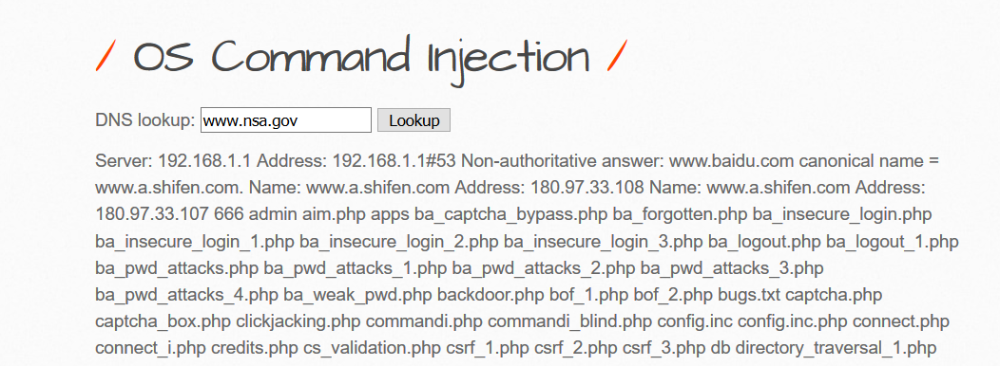 / OS Command Injection /
DNS lookup: www.nsa.gov Lookup
Server: 192.168.1.1 Address: 192.168.1.1#53 Non-authoritative answer: www.baidu.com canonical name =
www.a.shifen.com. Name: www.a.shifen.com Address: 180.97.33.108 Name: www.a.shifen.com Address:
180.97.33.107 666 admin aim.php apps ba_captcha_bypass.php ba_forgotten.php ba_insecure_login.php
ba_insecure_login_1.php ba_insecure_login_2.php ba_insecure_login_3.php ba_logout.php ba_logout_1.php
ba_pwd_attacks.php ba_pwd_attacks_1.php ba_pwd_attacks_2.php ba_pwd_attacks_3.php
ba_pwd_attacks_4.php ba_weak_pwd.php backdoor.php bof_1.php bof_2.php bugs.txt captcha.php
captcha_box.php clickjacking.php commandi.php commandi_blind.php config.inc config.inc.php connect.php
connect_i.php credits.php cs_validation.php csrf_1.php csrf_2.php csrf_3.php db directory_traversal_1.php